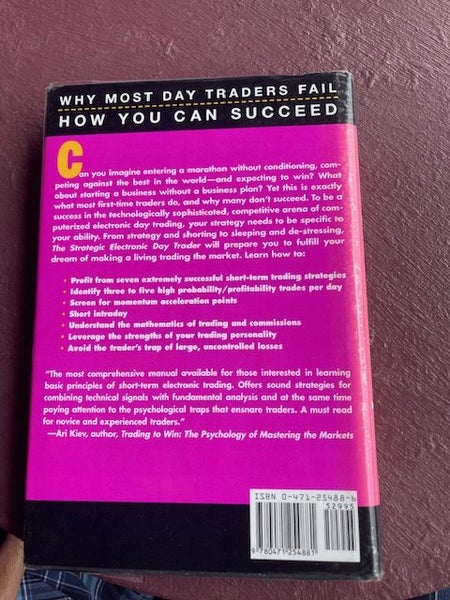 WHY MOST DAY TRADERS FAIL
HOW YOU CAN SUCCEED
Can you imagine entering a marathon without conditioning, com-
peting against the best in the world—and expecting to win? What
about starting a business without a business plan? Yet this is exactly
what most first-time traders do, and why many don't succeed. To be a
success in the technologically sophisticated, competitive arena of com-
puterized electronic day trading, your strategy needs to be specific to
your ability. From strategy and shorting to sleeping and de-stressing,
The Strategic Electronic Day Trader will prepare you to fulfill your
dream of making a living trading the market. Learn how to:
• Profit from seven extremely successful short-term trading strategies
• Identify three to five high probability/profitability trades per day
• Screen for momentum acceleration points
• Short intraday
• Understand the mathematics of trading and commissions
• Leverage the strengths of your trading personality
• Avoid the trader's trap of large, uncontrolled losses
"The most comprehensive manual available for those interested in learning
basic principles of short-term electronic trading. Offers sound strategies for
combining technical signals with fundamental analysis and at the same time
paying attention to the psychological traps that ensnare traders. A must read
for novice and experienced traders."
—Ari Kiev, author, Trading to Win: The Psychology of Mastering the Markets
ISBN 0-471-25488-6
52995
9 780471 254881